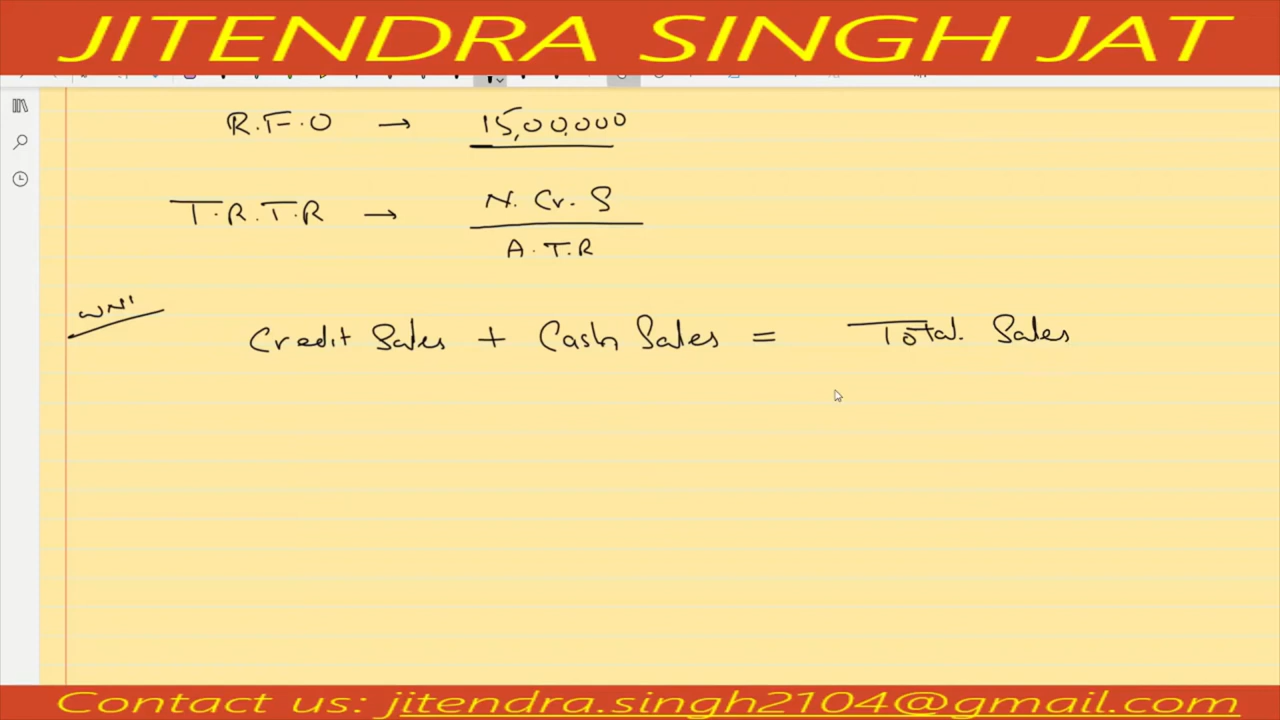 JITENDRA SINGH JAT
R.F.O → 15,00,000
T.R.T.R → N. Cr. S
A.T.R
WN1
Credit Sales + Cash Sales = Total. Sales
Contact us: jitendra.singh2104@gmail.com